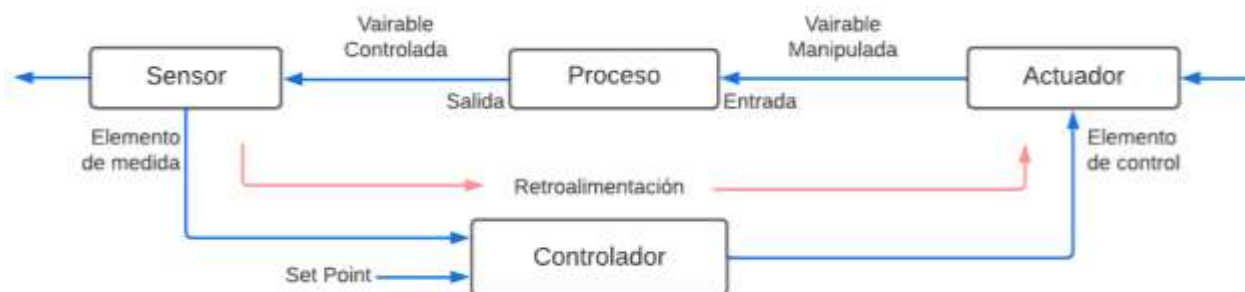 Vairable
Controlada
Vairable
Manipulada
Sensor
Proceso
Actuador
Salida
Entrada
Elemento
de medida
Elemento
de control
Retroalimentación
Controlador
Set Point